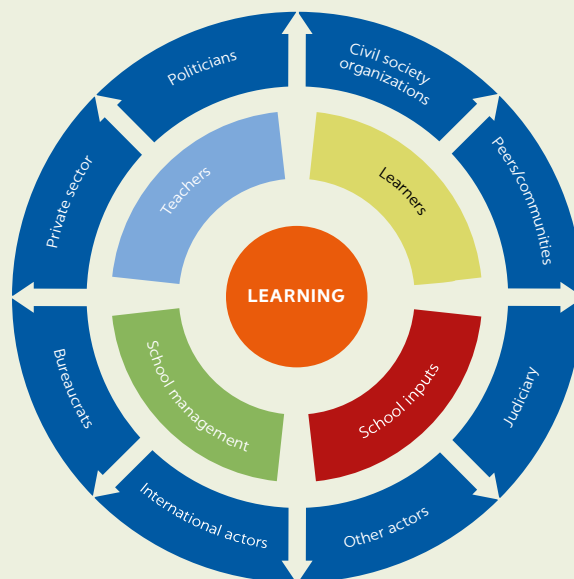 Politicians
Civil society
organizations
Private sector
Peers/communities
Teachers
Learners
LEARNING
Bureaucrats
School management
School inputs
Judiciary
International actors
Other actors